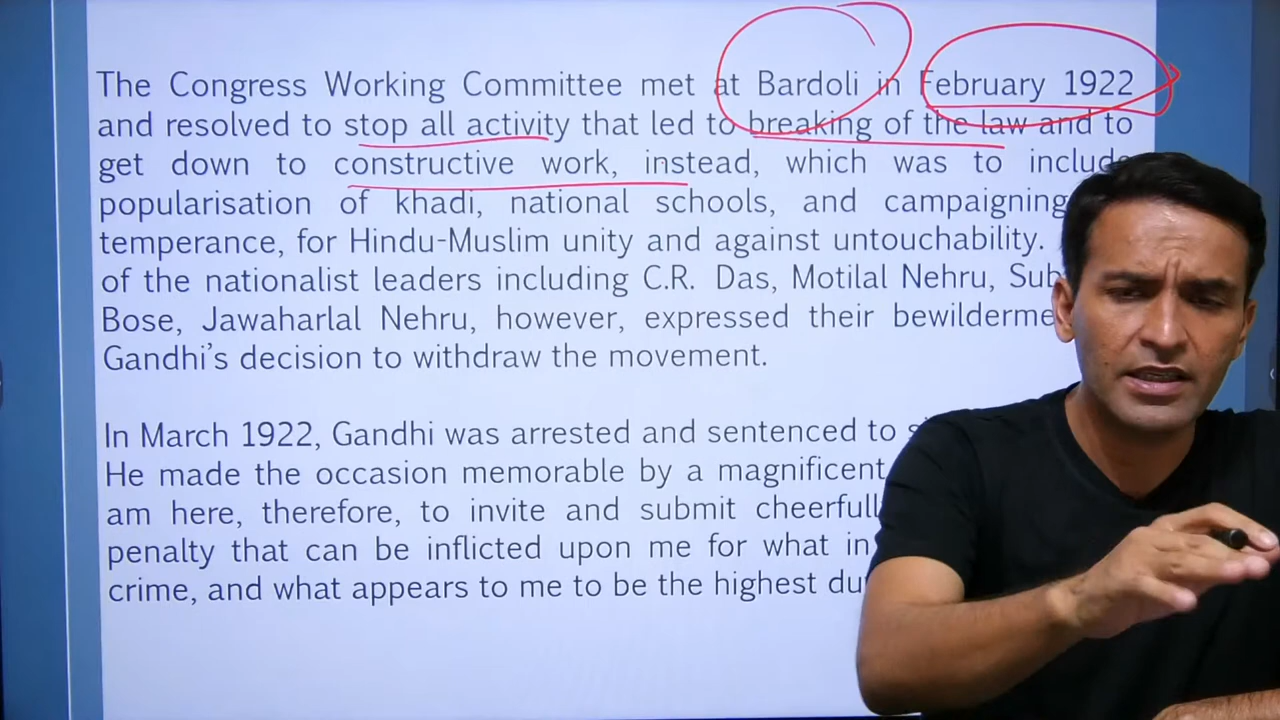 The Congress Working Committee met at Bardoli in February 1922
and resolved to stop all activity that led to breaking of the law and to
get down to constructive work, instead, which was to include
popularisation of khadi, national schools, and campaigning
temperance, for Hindu-Muslim unity and against untouchability.
of the nationalist leaders including C.R. Das, Motilal Nehru,
Bose, Jawaharlal Nehru, however, expressed their
Gandhi's decision to withdraw the movement.
In March 1922, Gandhi was arrested and sentenced to
He made the occasion memorable by a magnificent
am here, therefore, to invite and submit
penalty that can be inflicted upon me for what in
crime, and what appears to me to be the highest